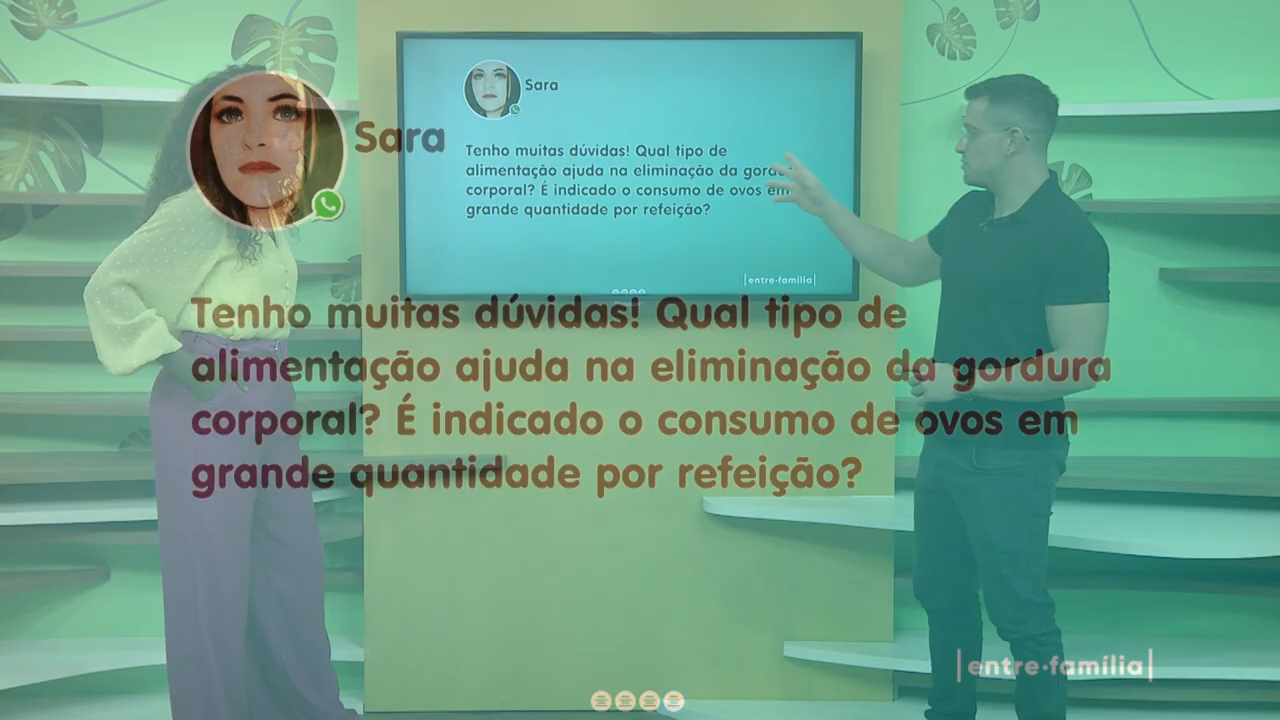 Sara
Tenho muitas dúvidas! Qual tipo de
alimentação ajuda na eliminação da gordura
corporal? É indicado o consumo de ovos em
grande quantidade por refeição?
|entre·família|
Sara
Tenho muitas dúvidas! Qual tipo de
alimentação ajuda na eliminação da gordura
corporal? É indicado o consumo de ovos em
grande quantidade por refeição?
|entre·família|